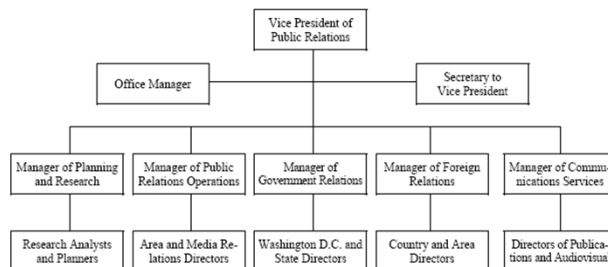 Vice President of
Public Relations
Office Manager
Secretary to
Vice President
Manager of Planning
and Research
Manager of Public
Relations Operations
Manager of
Government Relations
Manager of Foreign
Relations
Manager of Commu-
nications Services
Research Analysts
and Planners
Area and Media Re-
lations Directors
Washington D.C. and
State Directors
Country and Area
Directors
Directors of Publica-
tions and Audiovisual